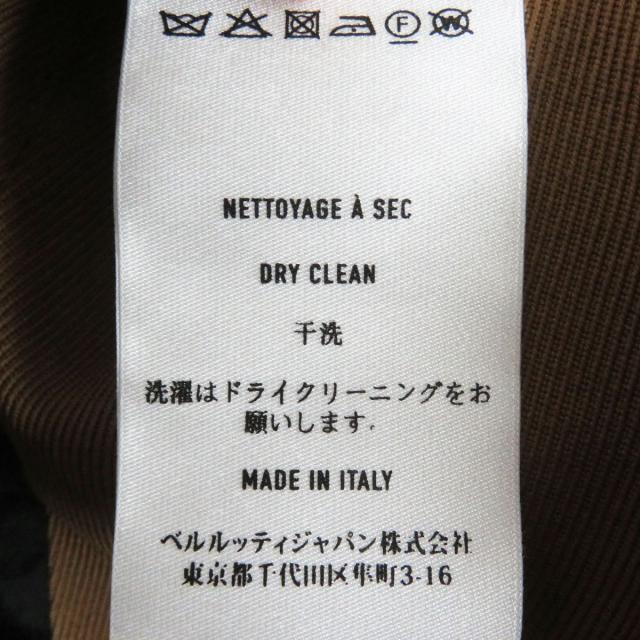 NETTOYAGE À SEC
DRY CLEAN
干洗
洗濯はドライクリーニングをお
願いします.
MADE IN ITALY
ベルルッティジャパン株式会社
東京都千代田区隼町3-16